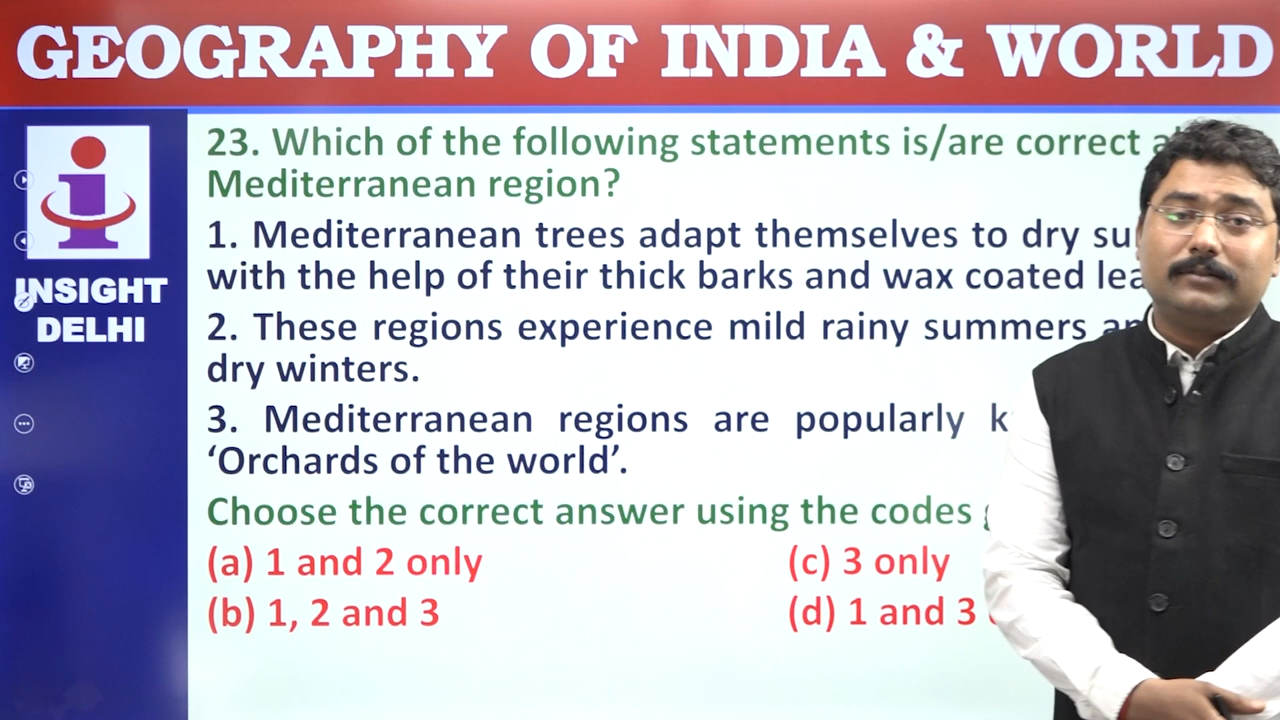 GEOGRAPHY OF INDIA & WORLD
INSIGHT
DELHI
23. Which of the following statements is/are correct
Mediterranean region?
1. Mediterranean trees adapt themselves to dry
with the help of their thick barks and wax coated
2. These regions experience mild rainy summers
dry winters.
3. Mediterranean regions are popularly
‘Orchards of the world’.
Choose the correct answer using the codes
(a) 1 and 2 only
(c) 3 only
(b) 1, 2 and 3
(d) 1 and 3